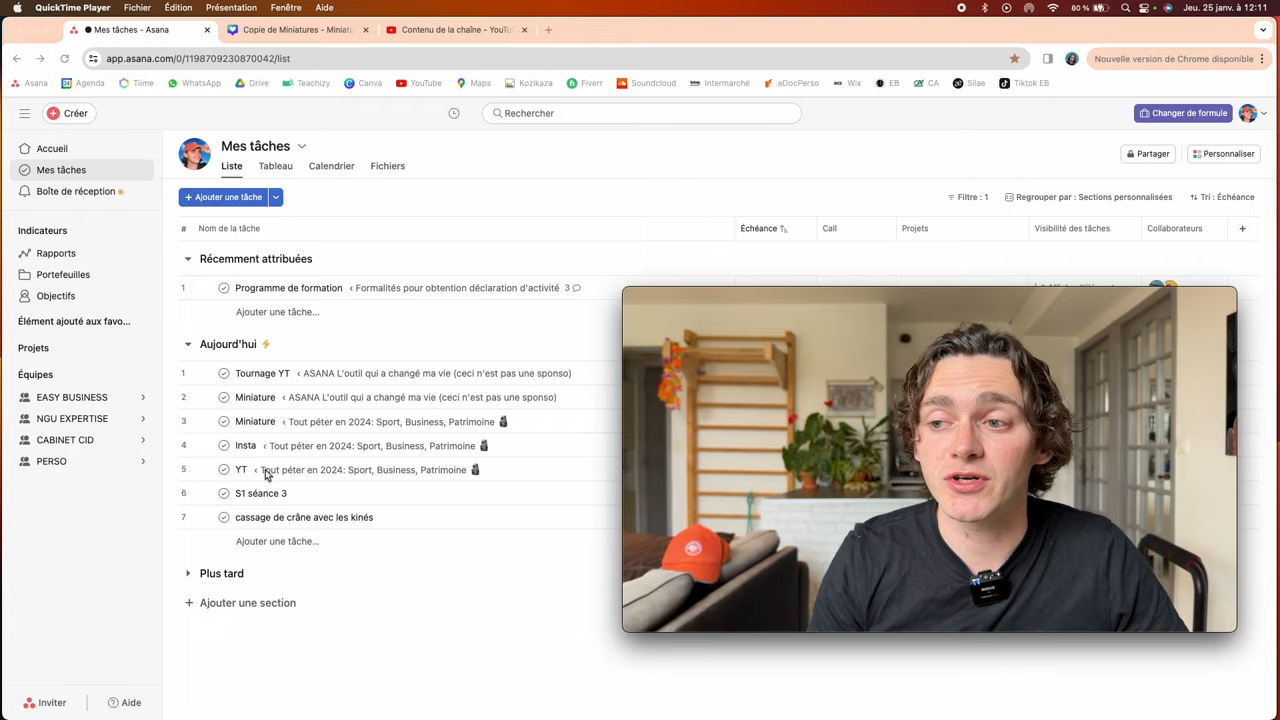 QuickTime Player Fichier Édition Présentation Fenêtre Aide 80 % Jeu. 25 janv. à 12:11
Mes tâches - Asana
Copie de Miniatures - Miniatu
Contenu de la chaîne - YouTu
app.asana.com/0/1198709230870042/list
Nouvelle version de Chrome disponible
Asana Agenda Tiime WhatsApp Drive Teachizy Canva YouTube Maps Kozikaza Fiverr Soundcloud Intermarché eDocPerso Wix EB CA Silae Tiktok EB
Créer
Rechercher
Changer de formule
Accueil
Mes tâches
Boîte de réception
Indicateurs
Rapports
Portefeuilles
Objectifs
Élément ajouté aux favo...
Projets
Équipes
EASY BUSINESS
NGU EXPERTISE
CABINET CID
PERSO
Inviter
Aide
Mes tâches
Liste Tableau Calendrier Fichiers
Partager
Personnaliser
+ Ajouter une tâche
Filtre : 1
Regrouper par : Sections personnalisées
Tri : Échéance
# Nom de la tâche Échéance Call Projets Visibilité des tâches Collaborateurs +
Récemment attribuées
1 Programme de formation ‹ Formalités pour obtention déclaration d'activité 3
Ajouter une tâche...
Aujourd'hui
1 Tournage YT ‹ ASANA L'outil qui a changé ma vie (ceci n'est pas une sponso)
2 Miniature ‹ ASANA L'outil qui a changé ma vie (ceci n'est pas une sponso)
3 Miniature ‹ Tout péter en 2024: Sport, Business, Patrimoine
4 Insta ‹ Tout péter en 2024: Sport, Business, Patrimoine
5 YT ‹ Tout péter en 2024: Sport, Business, Patrimoine
6 S1 séance 3
7 cassage de crâne avec les kinés
Ajouter une tâche...
Plus tard
+ Ajouter une section